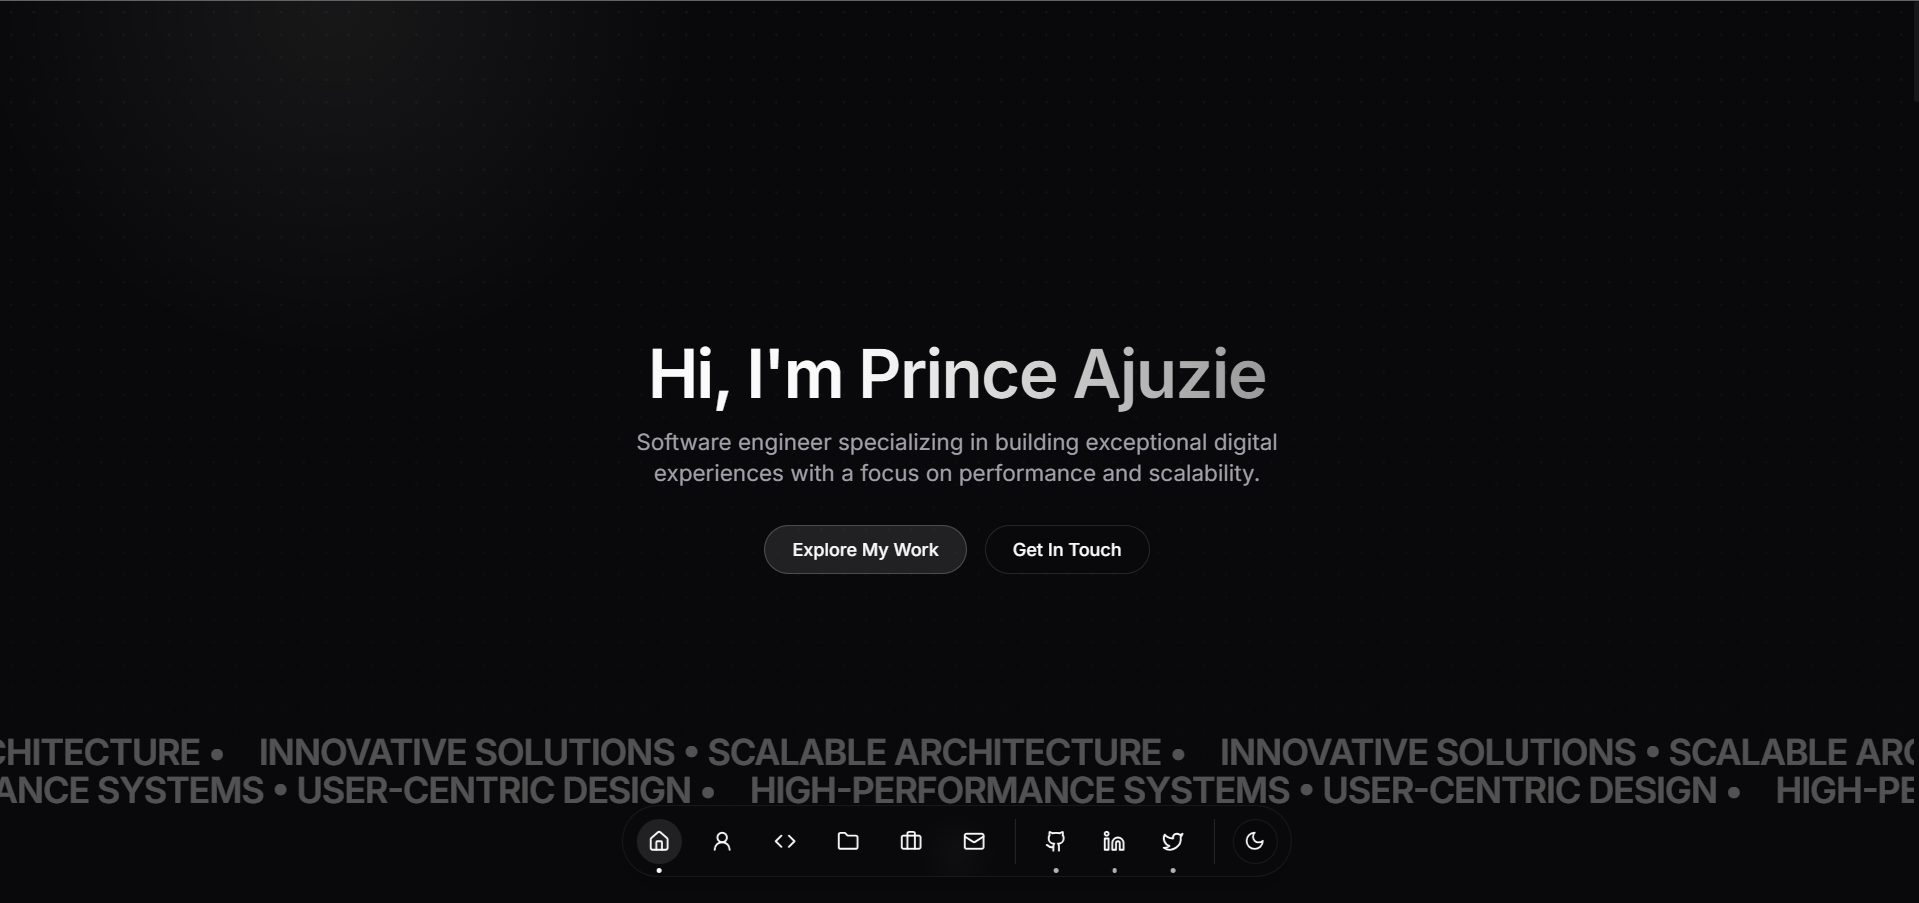 Hi, I'm Prince Ajuzie
Software engineer specializing in building exceptional digital
experiences with a focus on performance and scalability.
Explore My Work
Get In Touch
CHITECTURE • INNOVATIVE SOLUTIONS • SCALABLE ARCHITECTURE • INNOVATIVE SOLUTIONS • SCALABLE ARC
ANCE SYSTEMS • USER-CENTRIC DESIGN • HIGH-PERFORMANCE SYSTEMS • USER-CENTRIC DESIGN • HIGH-PE